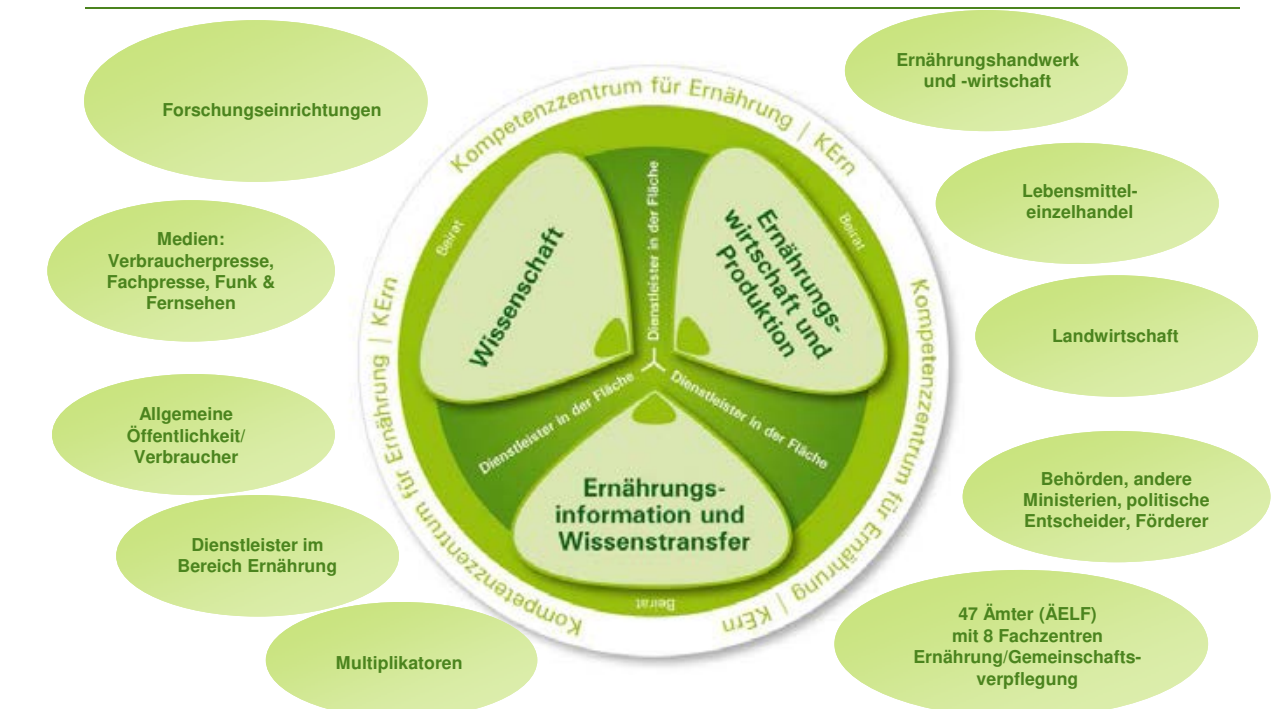 Forschungseinrichtungen
Medien:
Verbraucherpresse,
Fachpresse, Funk &
Fernsehen
Allgemeine
Öffentlichkeit/
Verbraucher
Dienstleister im
Bereich Ernährung
Multiplikatoren
Kompetenzzentrum für Ernährung | KErn
Kompetenzzentrum für Ernährung | KErn
Kompetenzzentrum für Ernährung | KErn
Beirat
Wissenschaft
Dienstleister in der Fläche
Beirat
Ernährungs-
wirtschaft und
Produktion
Dienstleister in der Fläche
Dienstleister in der Fläche
Ernährungs-
information und
Wissenstransfer
Beirat
Ernährungshandwerk
und -wirtschaft
Lebensmittel-
einzelhandel
Landwirtschaft
Behörden, andere
Ministerien, politische
Entscheider, Förderer
47 Ämter (ÄELF)
mit 8 Fachzentren
Ernährung/Gemeinschafts-
verpflegung